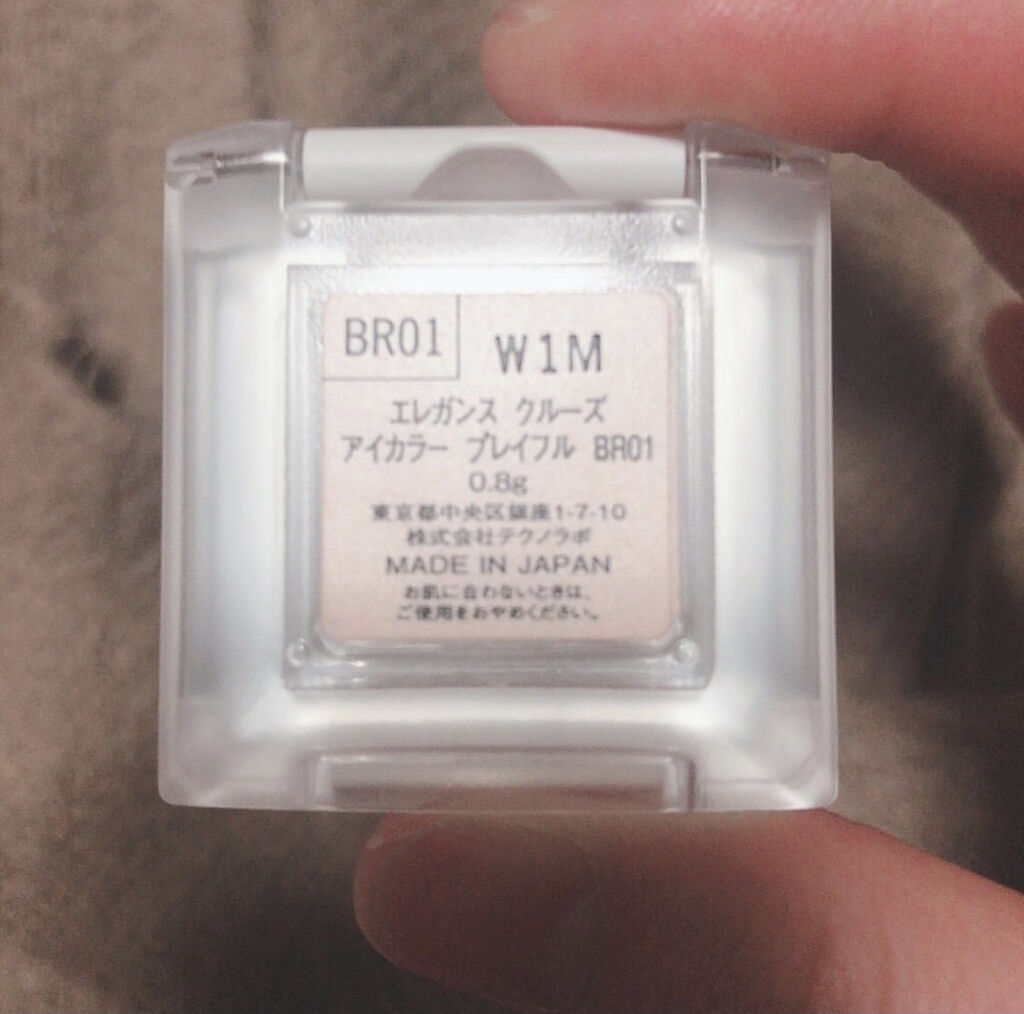 BR01
W1M
エレガンス クルーズ
アイカラー プレイフル BR01
0.8g
東京都中央区銀座1-7-10
株式会社テクノラボ
MADE IN JAPAN
お肌に合わないときは、
ご使用をおやめください。